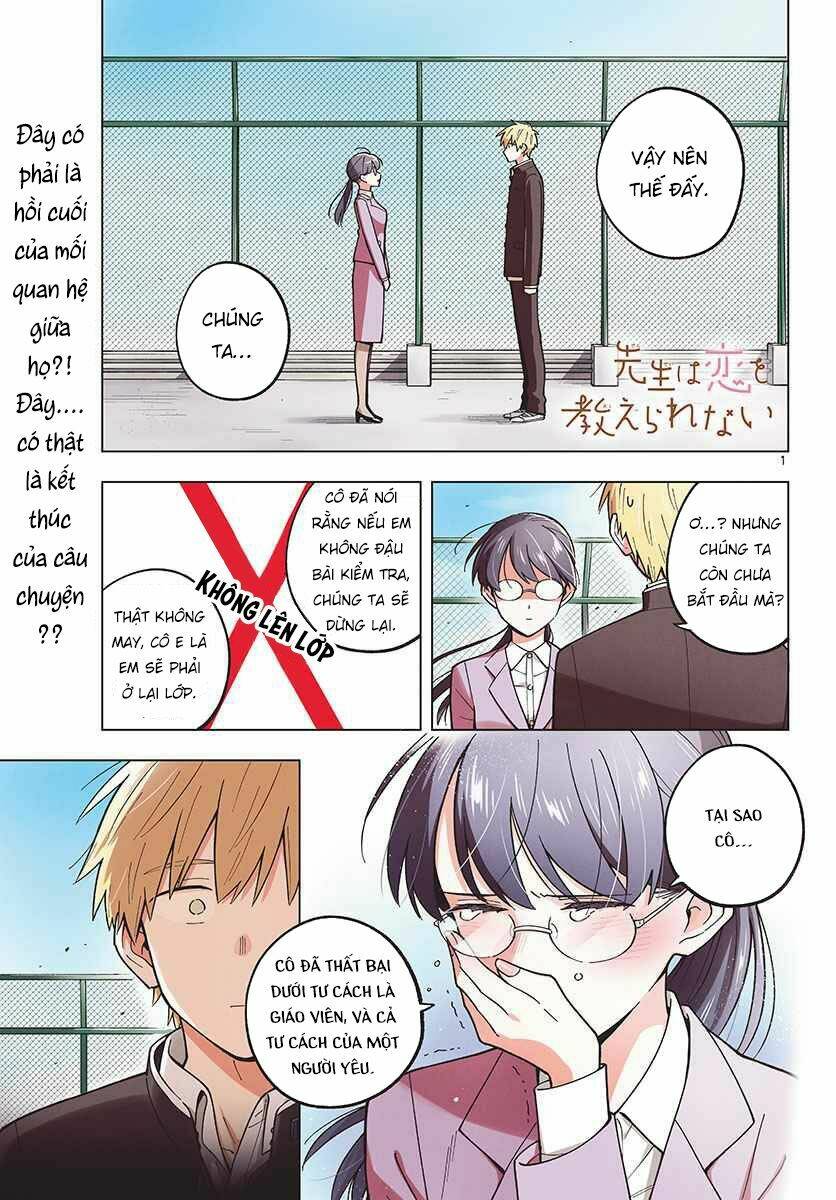 Đây có
phải là
hồi cuối
của mối
quan hệ
giữa
họ?!
Đây....
có thật
là kết
thúc
của câu
chuyện
??
VẬY NÊN
THẾ ĐẤY.
CHÚNG
TA...
先生は恋を
教えられない
1
Ơ...? NHƯNG
CHÚNG TA
CÒN CHƯA
BẮT ĐẦU MÀ?
CÔ ĐÃ NÓI
RẰNG NẾU EM
KHÔNG ĐẬU
BÀI KIỂM TRA,
CHÚNG TA SẼ
DỪNG LẠI.
KHÔNG LÊN LỚP
THẬT KHÔNG
MAY, CÔ E LÀ
EM SẼ PHẢI
Ở LẠI LỚP.
TẠI SAO
CÔ...
CÔ ĐÃ THẤT BẠI
DƯỚI TƯ CÁCH LÀ
GIÁO VIÊN, VÀ CẢ
TƯ CÁCH CỦA MỘT
NGƯỜI YÊU.